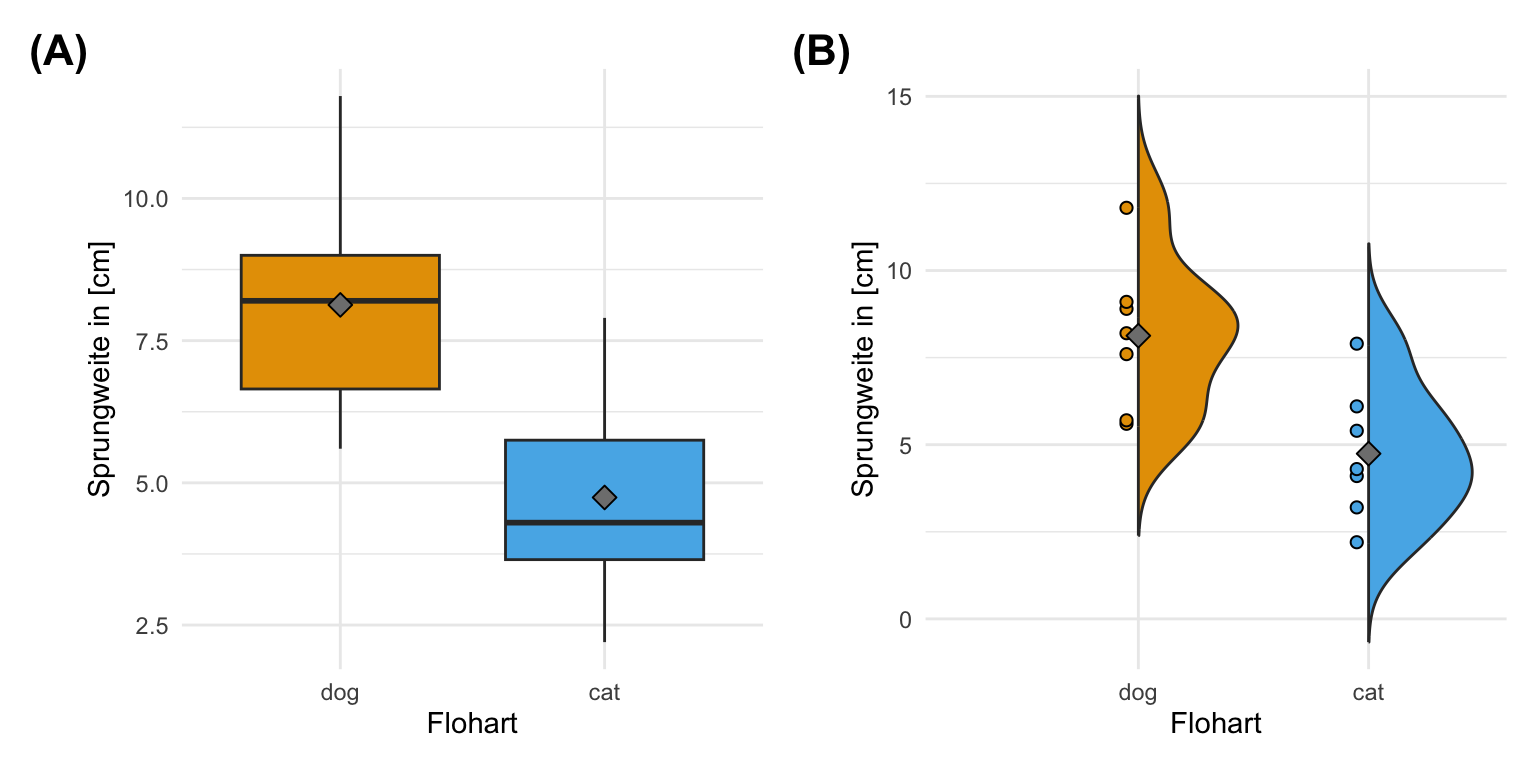 (A)
Sprungweite in [cm]
10.0
7.5
5.0
2.5
dog cat
Flohart
(B)
Sprungweite in [cm]
15
10
5
0
dog cat
Flohart